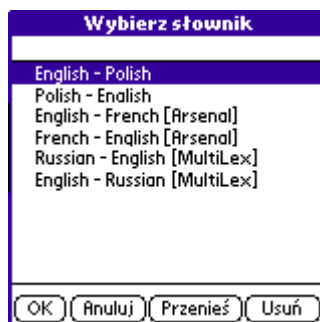 Wybierz słownik
English - Polish
Polish - English
English - French [Arsenal]
French - English [Arsenal]
Russian - English [MultiLex]
English - Russian [MultiLex]
OK Anuluj Przenieś Usuń